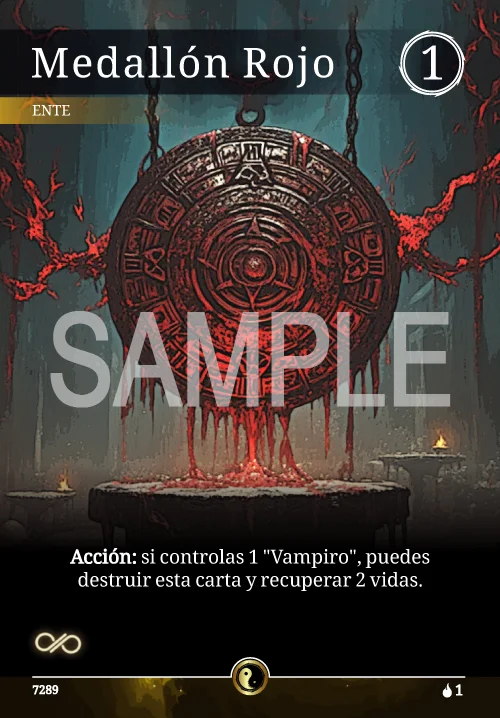 Medallón Rojo
1
ENTE
SAMPLE
Acción: si controlas 1 "Vampiro", puedes
destruir esta carta y recuperar 2 vidas.
7289
1